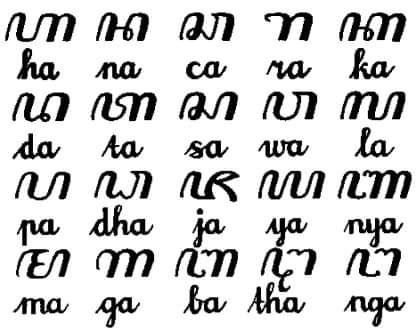 ꦲ ꦤ ꦕ ꦫ ꦏ
ha na ca ra ka
ꦢ ꦠ ꦱ ꦮ ꦭ
da ta sa wa la
ꦥ ꦝ ꦗ ꦪ ꦚ
pa dha ja ya nya
ꦩ ꦒ ꦧ ꦛ ꦔ
ma ga ba tha nga